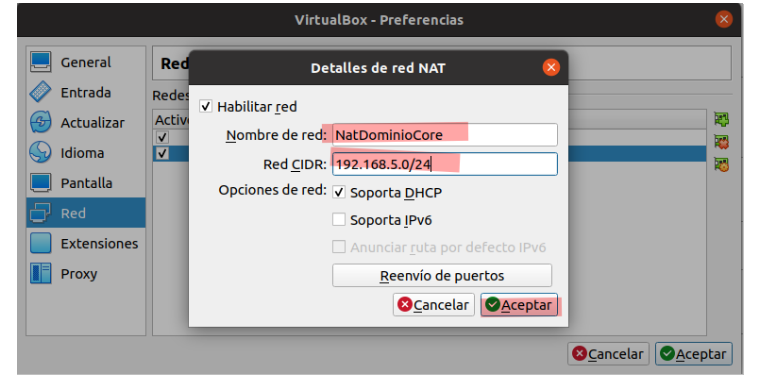 VirtualBox - Preferencias
General
Entrada
Actualizar
Idioma
Pantalla
Red
Extensiones
Proxy
Red
Redes
Activ
Detalles de red NAT
Habilitar red
Nombre de red: NatDominioCore
Red CIDR: 192.168.5.0/24
Opciones de red: Soporta DHCP
Soporta IPv6
Anunciar ruta por defecto IPv6
Reenvío de puertos
Cancelar Aceptar
Cancelar Aceptar